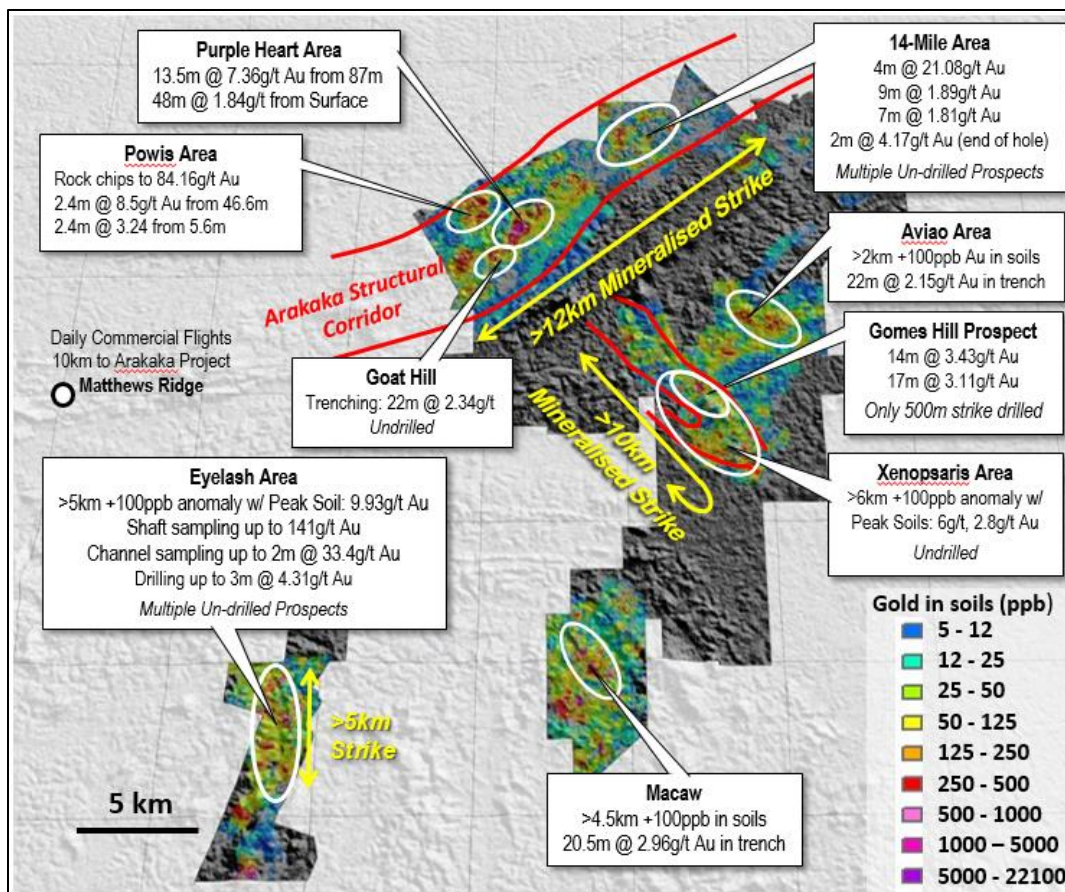 Purple Heart Area
13.5m @ 7.36g/t Au from 87m
48m @ 1.84g/t from Surface
14-Mile Area
4m @ 21.08g/t Au
9m @ 1.89g/t Au
7m @ 1.81g/t Au
2m @ 4.17g/t Au (end of hole)
Multiple Un-drilled Prospects
Powis Area
Rock chips to 84.16g/t Au
2.4m @ 8.5g/t Au from 46.6m
2.4m @ 3.24 from 5.6m
Aviao Area
>2km +100ppb Au in soils
22m @ 2.15g/t Au in trench
Arakaka Structural
Corridor
>12km Mineralised Strike
Daily Commercial Flights
10km to Arakaka Project
Matthews Ridge
Goat Hill
Trenching: 22m @ 2.34g/t
Undrilled
Gomes Hill Prospect
14m @ 3.43g/t Au
17m @ 3.11g/t Au
Only 500m strike drilled
>10km
Mineralised Strike
Eyelash Area
>5km +100ppb anomaly w/ Peak Soil: 9.93g/t Au
Shaft sampling up to 141g/t Au
Channel sampling up to 2m @ 33.4g/t Au
Drilling up to 3m @ 4.31g/t Au
Multiple Un-drilled Prospects
Xenopsaris Area
>6km +100ppb anomaly w/
Peak Soils: 6g/t, 2.8g/t Au
Undrilled
>5km
Strike
5 km
Macaw
>4.5km +100ppb in soils
20.5m @ 2.96g/t Au in trench
Gold in soils (ppb)
5 - 12
12 - 25
25 - 50
50 - 125
125 - 250
250 - 500
500 - 1000
1000 – 5000
5000 - 22100